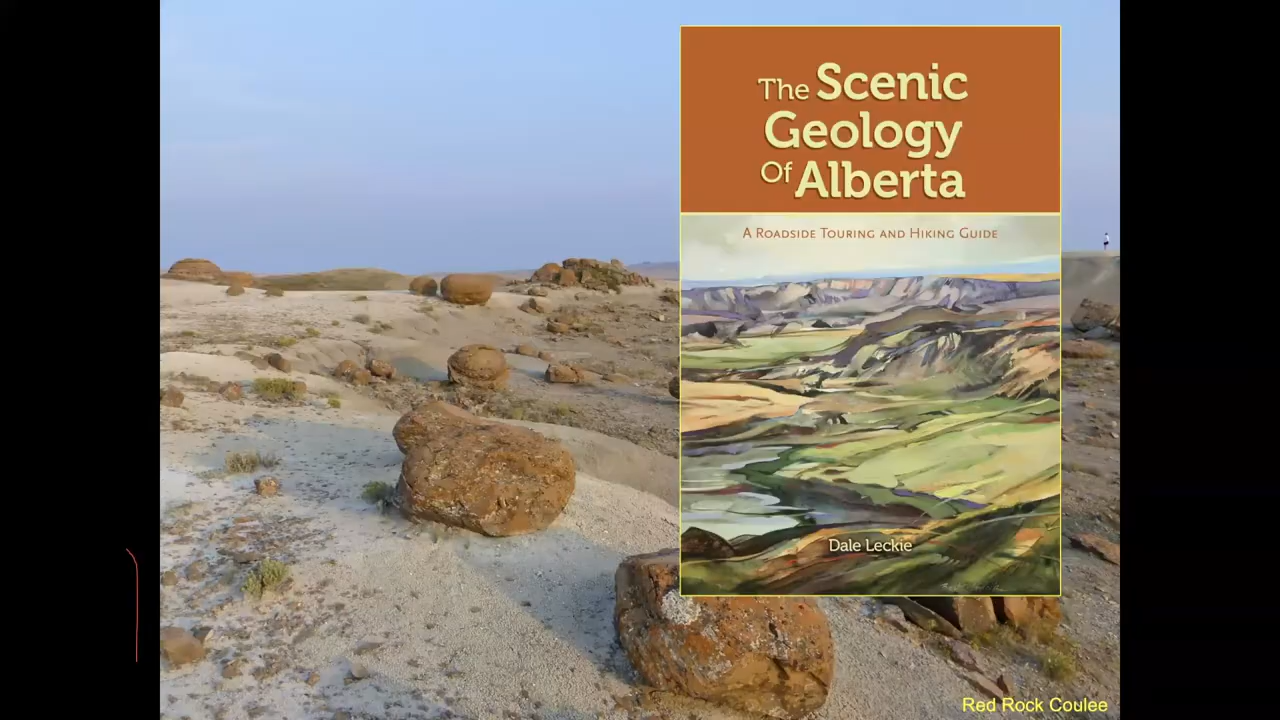 The Scenic
Geology
Of Alberta
A Roadside Touring and Hiking Guide
Dale Leckie
Red Rock Coulee